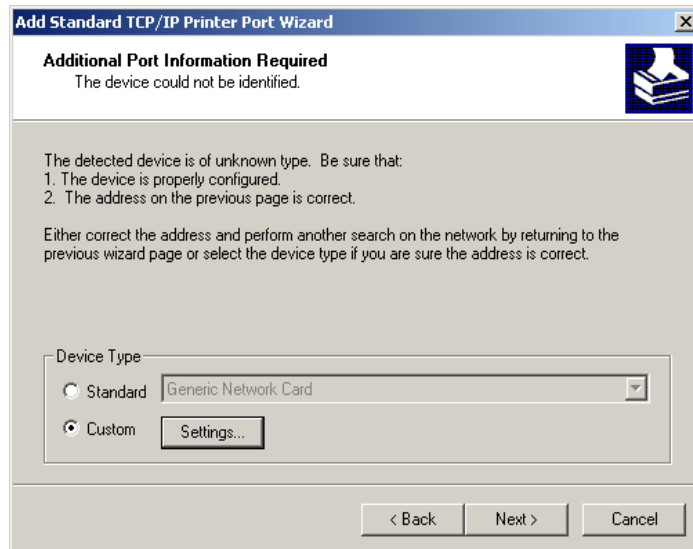 Add Standard TCP/IP Printer Port Wizard
Additional Port Information Required
The device could not be identified.
The detected device is of unknown type.  Be sure that:
1. The device is properly configured.
2.  The address on the previous page is correct.
Either correct the address and perform another search on the network by returning to the
previous wizard page or select the device type if you are sure the address is correct.
Device Type
Standard Generic Network Card
Custom Settings...
< Back Next > Cancel